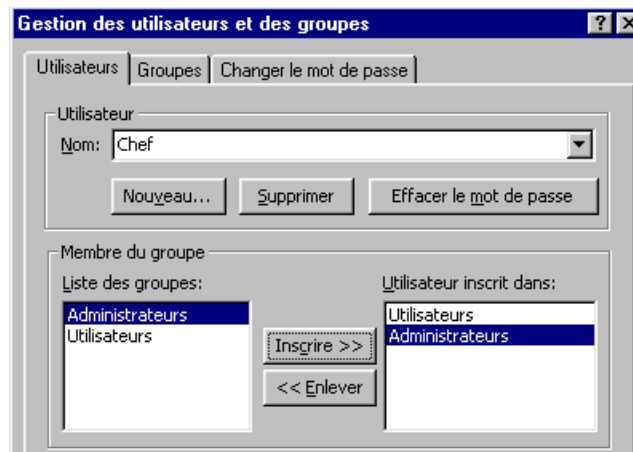 Gestion des utilisateurs et des groupes
Utilisateurs Groupes Changer le mot de passe
Utilisateur
Nom: Chef
Nouveau... Supprimer Effacer le mot de passe
Membre du groupe
Liste des groupes: Utilisateur inscrit dans:
Administrateurs Utilisateurs
Utilisateurs Administrateurs
Inscrire >>
<< Enlever